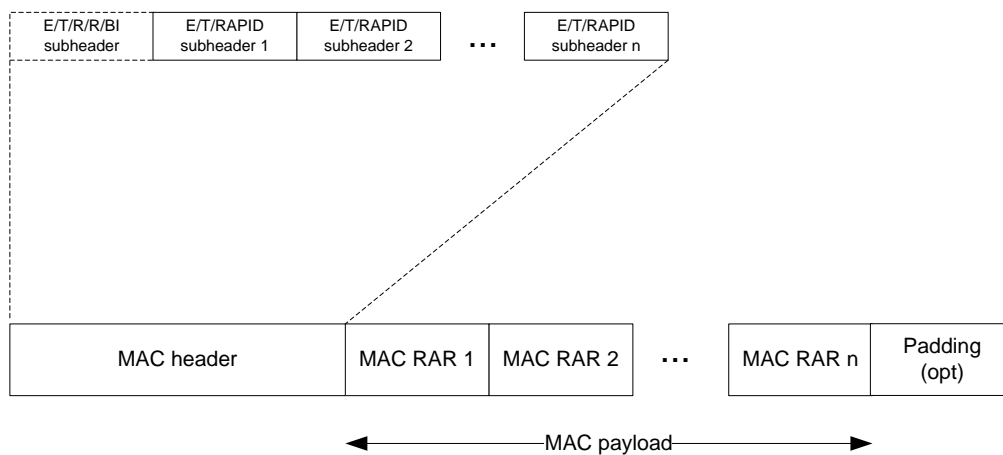 E/T/R/R/BI
subheader
E/T/RAPID
subheader 1
E/T/RAPID
subheader 2
...
E/T/RAPID
subheader n
MAC header
MAC RAR 1
MAC RAR 2
...
MAC RAR n
Padding
(opt)
MAC payload